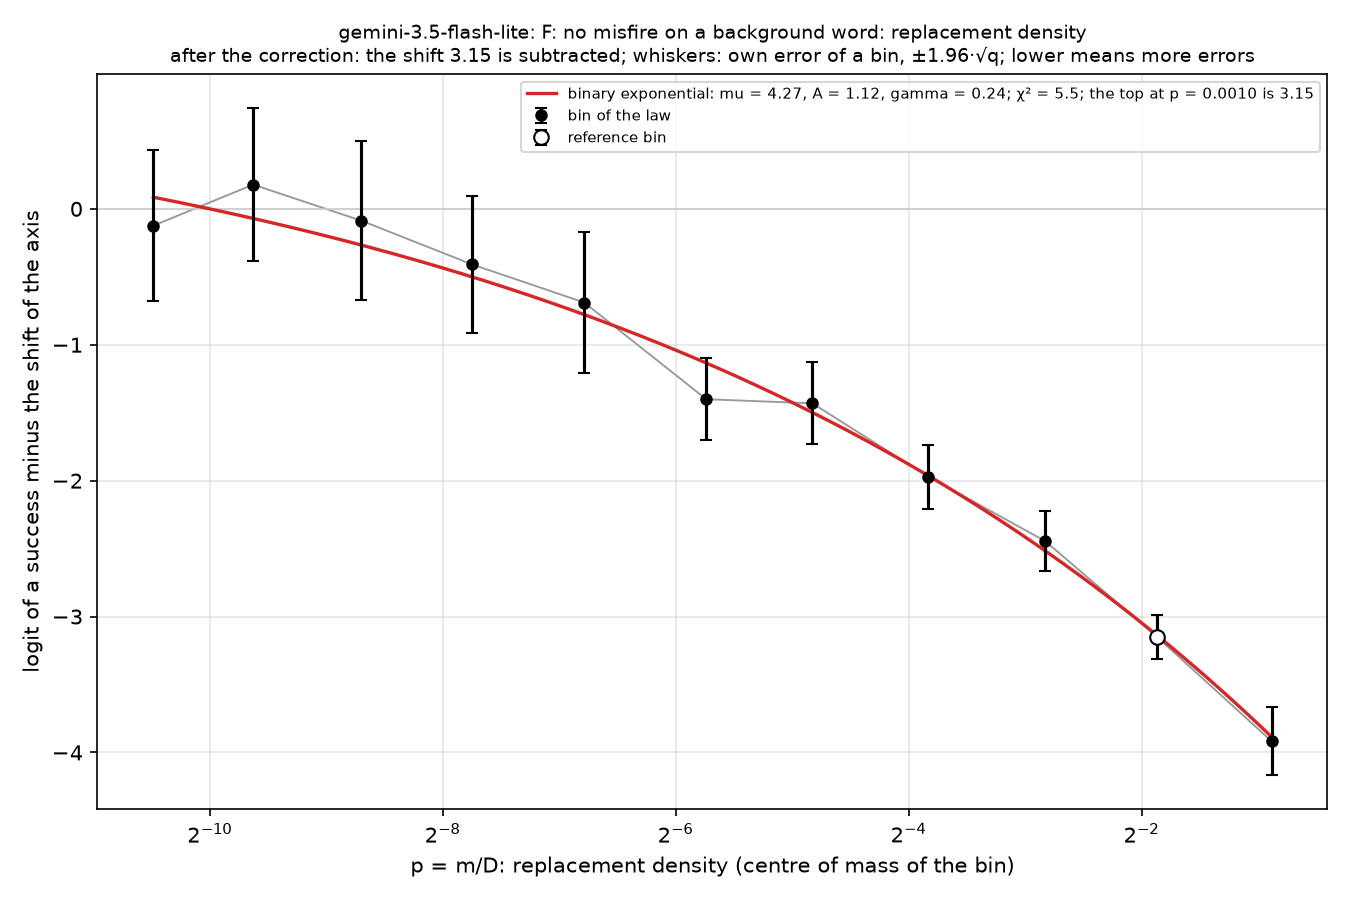 gemini-3.5-flash-lite: F: no misfire on a background word: replacement density
after the correction: the shift 3.15 is subtracted; whiskers: own error of a bin, ±1.96·√q; lower means more errors
binary exponential: mu = 4.27, A = 1.12, gamma = 0.24; χ² = 5.5; the top at p = 0.0010 is 3.15
bin of the law
reference bin
logit of a success minus the shift of the axis
0
−1
−2
−3
−4
2⁻¹⁰ 2⁻⁸ 2⁻⁶ 2⁻⁴ 2⁻²
p = m/D: replacement density (centre of mass of the bin)